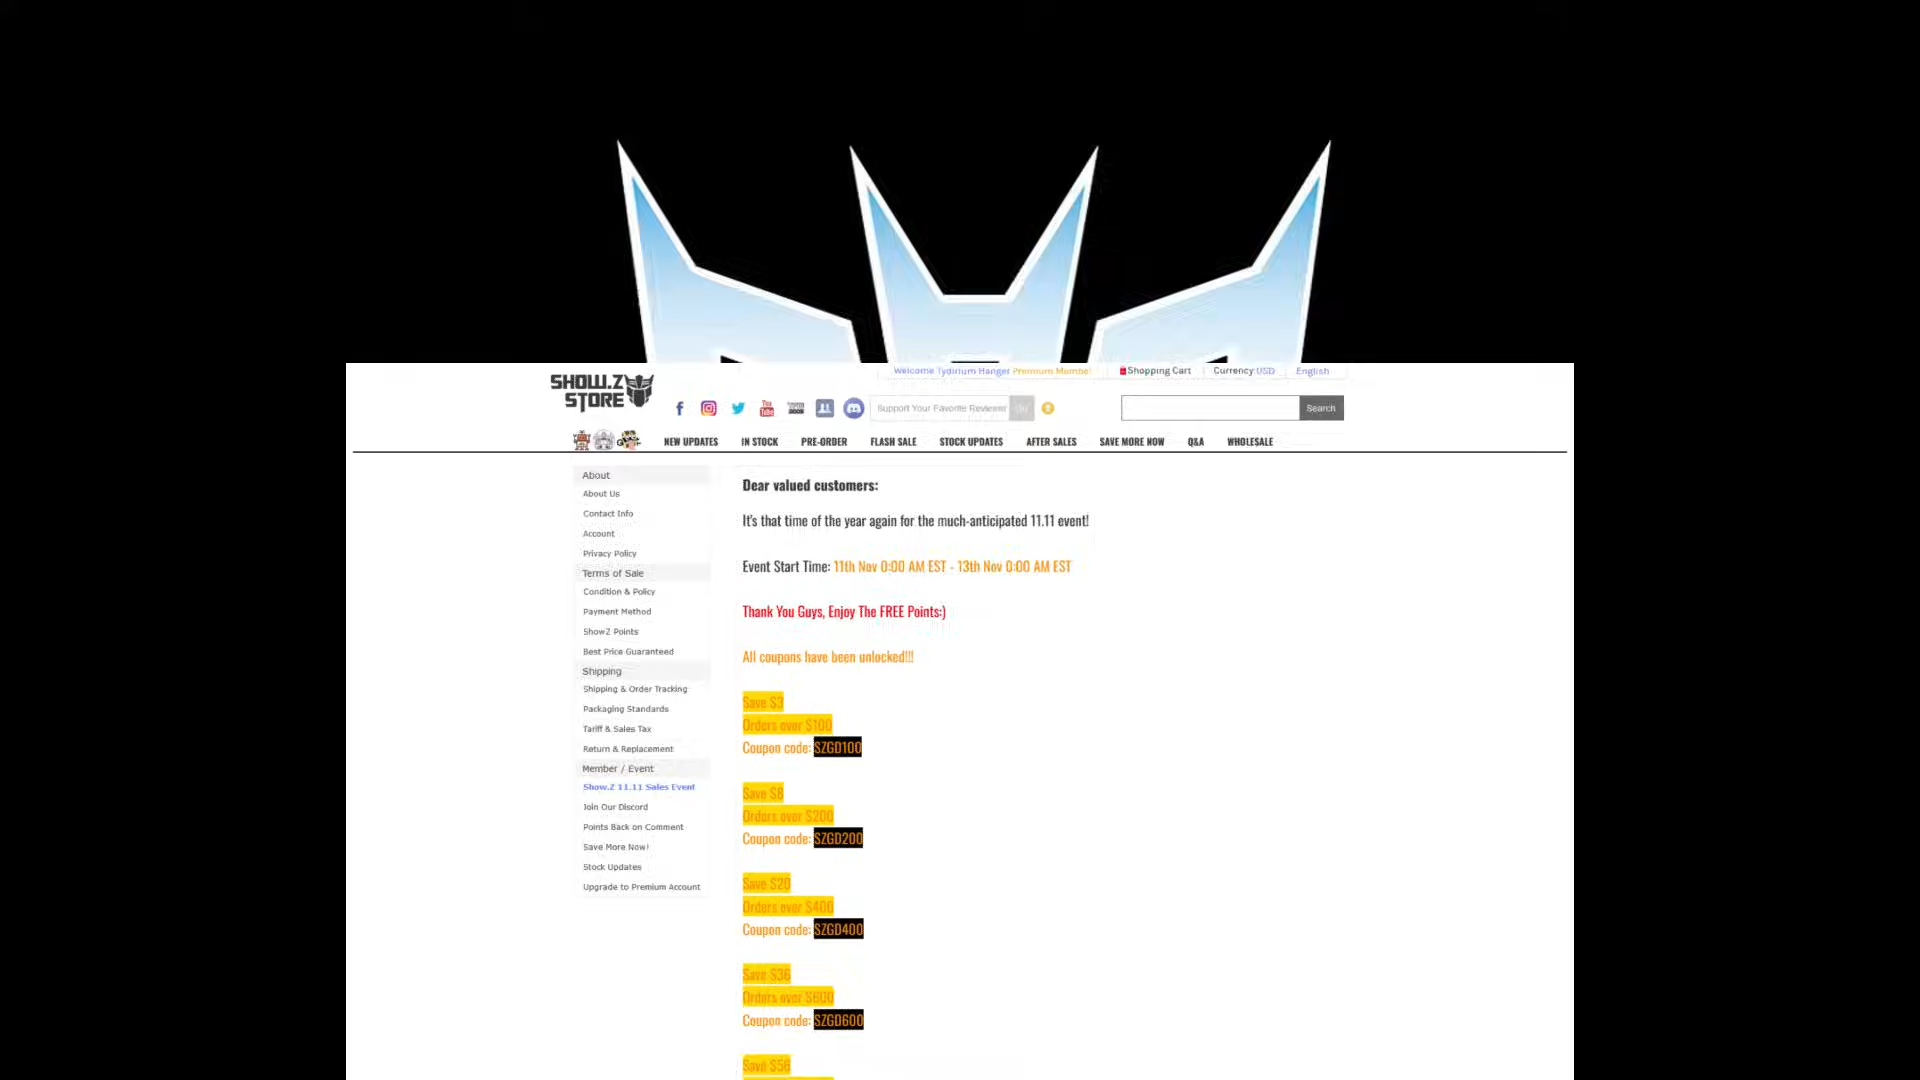 Welcome Tydirium Hanger Premium Member
Shopping Cart
Currency:USD
English
SHOW.Z
STORE
You
Tube
Support Your Favorite Reviewer
Search
NEW UPDATES
IN STOCK
PRE-ORDER
FLASH SALE
STOCK UPDATES
AFTER SALES
SAVE MORE NOW
Q&A
WHOLESALE
About
About Us
Contact Info
Account
Privacy Policy
Terms of Sale
Condition & Policy
Payment Method
ShowZ Points
Best Price Guaranteed
Shipping
Shipping & Order Tracking
Packaging Standards
Tariff & Sales Tax
Return & Replacement
Member / Event
Show.Z 11.11 Sales Event
Join Our Discord
Points Back on Comment
Save More Now!
Stock Updates
Upgrade to Premium Account
Dear valued customers:
It's that time of the year again for the much-anticipated 11.11 event!
Event Start Time: 11th Nov 0:00 AM EST - 13th Nov 0:00 AM EST
Thank You Guys, Enjoy The FREE Points:)
All coupons have been unlocked!!!
Save $3
Orders over $100
Coupon code: SZGD100
Save $8
Orders over $200
Coupon code: SZGD200
Save $20
Orders over $400
Coupon code: SZGD400
Save $36
Orders over $600
Coupon code: SZGD600
Save $56